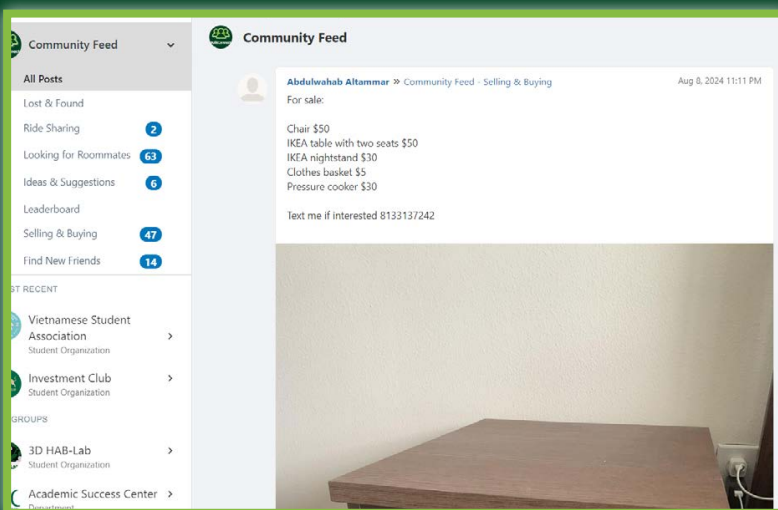 Community Feed
All Posts
Lost & Found
Ride Sharing 2
Looking for Roommates 63
Ideas & Suggestions 6
Leaderboard
Selling & Buying 47
Find New Friends 14
ST RECENT
Vietnamese Student
Association
Student Organization
Investment Club
Student Organization
GROUPS
3D HAB-Lab
Student Organization
Academic Success Center
Department
Community Feed
Abdulwahab Altammar » Community Feed - Selling & Buying Aug 8, 2024 11:11 PM
For sale:
Chair $50
IKEA table with two seats $50
IKEA nightstand $30
Clothes basket $5
Pressure cooker $30
Text me if interested 8133137242